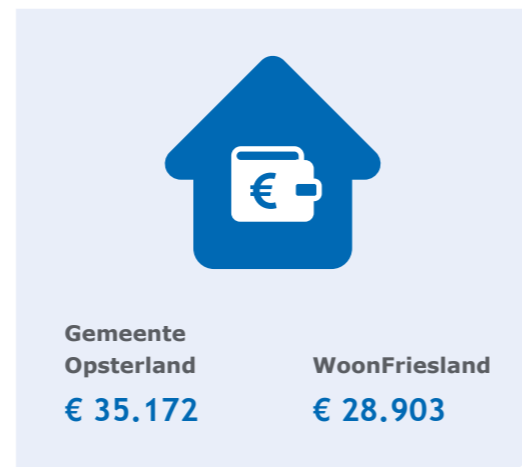 €
Gemeente
Opsterland
€ 35.172
WoonFriesland
€ 28.903